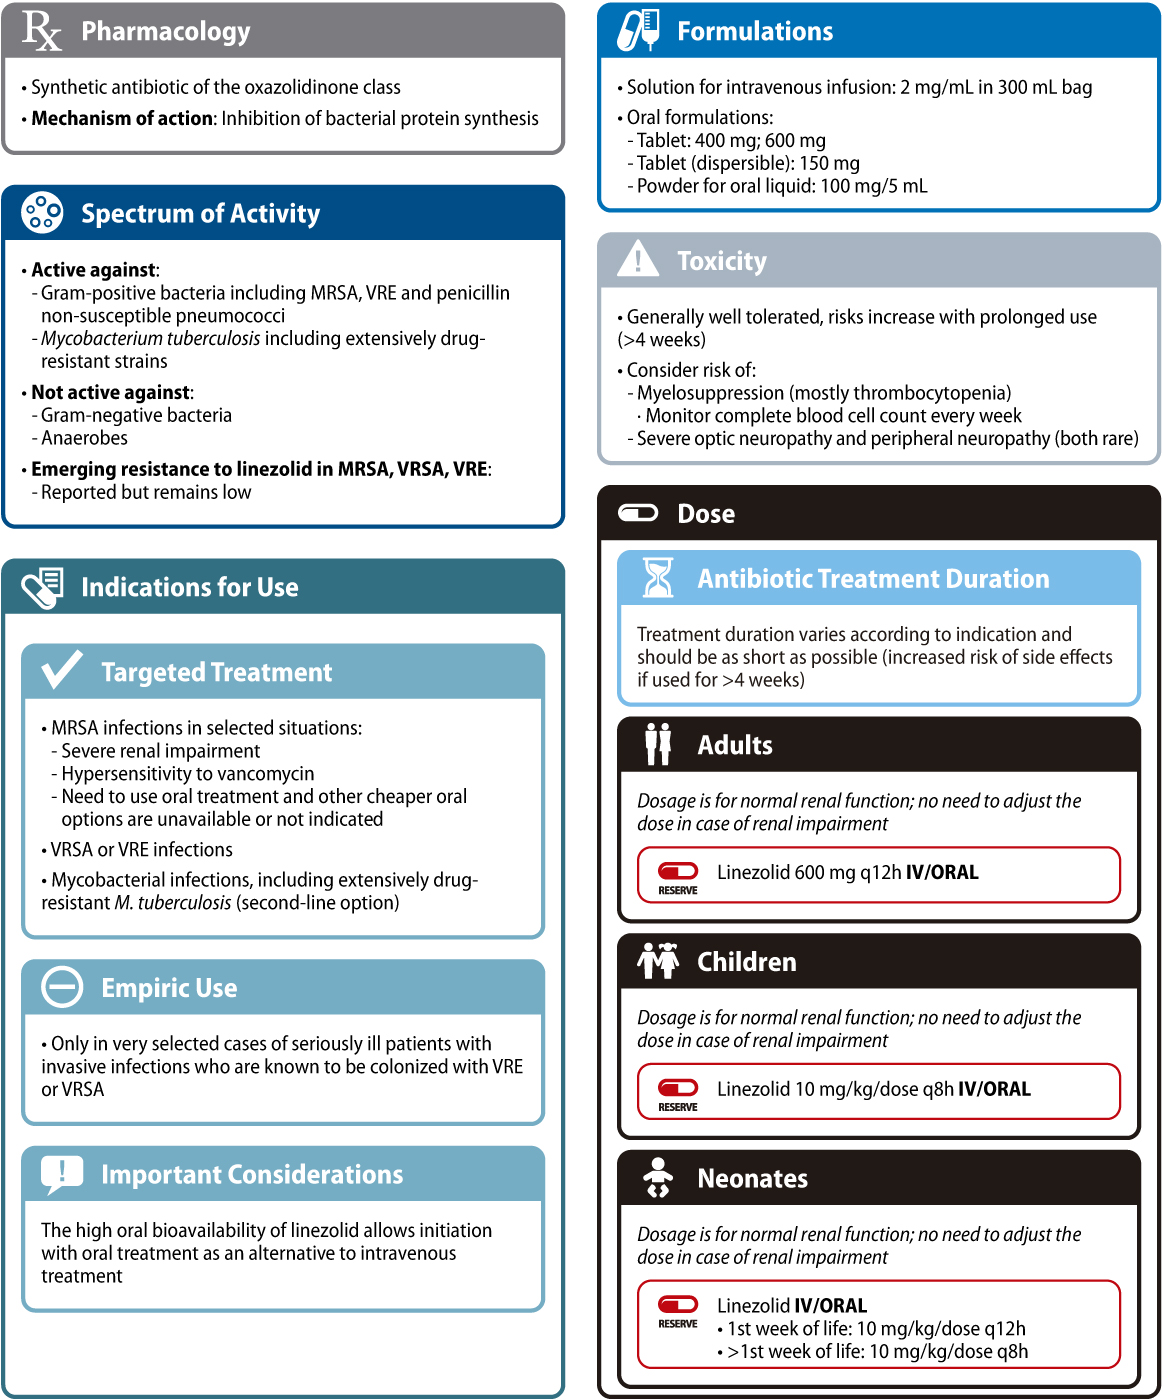 Rx Pharmacology
• Synthetic antibiotic of the oxazolidinone class
• Mechanism of action: Inhibition of bacterial protein synthesis
Spectrum of Activity
• Active against:
- Gram-positive bacteria including MRSA, VRE and penicillin
non-susceptible pneumococci
- Mycobacterium tuberculosis including extensively drug-
resistant strains
• Not active against:
- Gram-negative bacteria
- Anaerobes
• Emerging resistance to linezolid in MRSA, VRSA, VRE:
- Reported but remains low
Indications for Use
Targeted Treatment
• MRSA infections in selected situations:
- Severe renal impairment
- Hypersensitivity to vancomycin
- Need to use oral treatment and other cheaper oral
options are unavailable or not indicated
• VRSA or VRE infections
• Mycobacterial infections, including extensively drug-
resistant M. tuberculosis (second-line option)
Empiric Use
• Only in very selected cases of seriously ill patients with
invasive infections who are known to be colonized with VRE
or VRSA
! Important Considerations
The high oral bioavailability of linezolid allows initiation
with oral treatment as an alternative to intravenous
treatment
Formulations
• Solution for intravenous infusion: 2 mg/mL in 300 mL bag
• Oral formulations:
- Tablet: 400 mg; 600 mg
- Tablet (dispersible): 150 mg
- Powder for oral liquid: 100 mg/5 mL
! Toxicity
• Generally well tolerated, risks increase with prolonged use
(>4 weeks)
• Consider risk of:
- Myelosuppression (mostly thrombocytopenia)
· Monitor complete blood cell count every week
- Severe optic neuropathy and peripheral neuropathy (both rare)
Dose
Antibiotic Treatment Duration
Treatment duration varies according to indication and
should be as short as possible (increased risk of side effects
if used for >4 weeks)
Adults
Dosage is for normal renal function; no need to adjust the
dose in case of renal impairment
Linezolid 600 mg q12h IV/ORAL
RESERVE
Children
Dosage is for normal renal function; no need to adjust the
dose in case of renal impairment
Linezolid 10 mg/kg/dose q8h IV/ORAL
RESERVE
Neonates
Dosage is for normal renal function; no need to adjust the
dose in case of renal impairment
Linezolid IV/ORAL
RESERVE
• 1st week of life: 10 mg/kg/dose q12h
• >1st week of life: 10 mg/kg/dose q8h